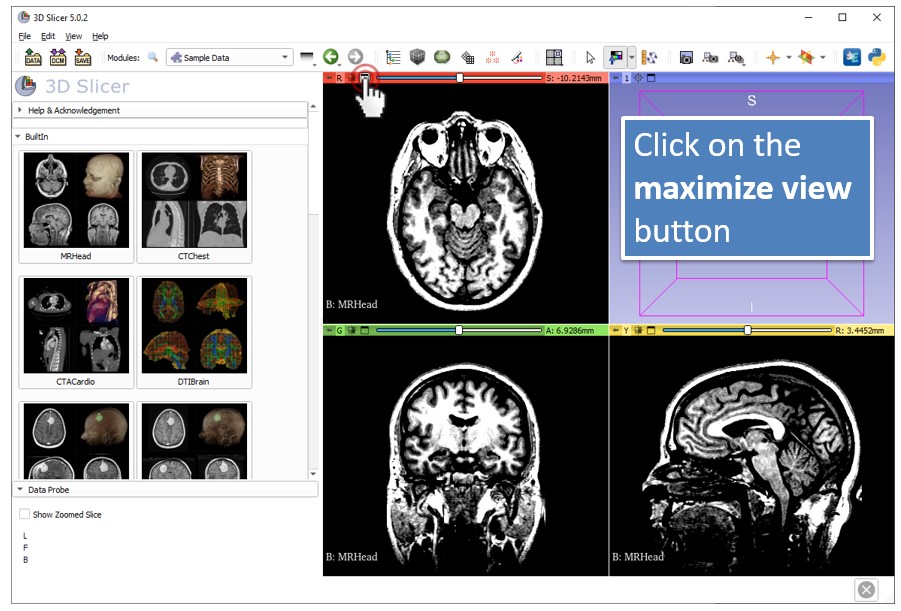 3D Slicer 5.0.2
File Edit View Help
DATA DCM SAVE Modules: Sample Data
3D Slicer
Help & Acknowledgement
BuiltIn
MRHead CTChest
CTACardio DTIBrain
Data Probe
Show Zoomed Slice
L
F
B
R S: -10.2143mm
B: MRHead
1
S
Click on the
maximize view
button
I
G A: 6.9286mm
B: MRHead
Y R: 3.4452mm
B: MRHead